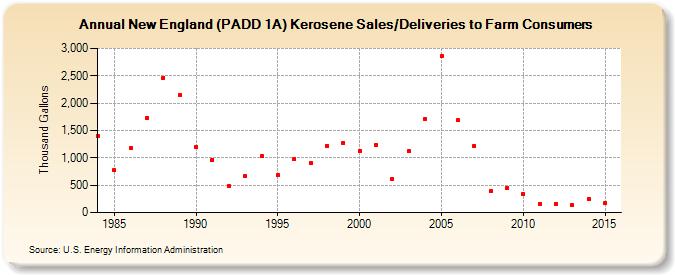 Annual New England (PADD 1A) Kerosene Sales/Deliveries to Farm Consumers
Thousand Gallons
3,000
2,500
2,000
1,500
1,000
500
0
1985 1990 1995 2000 2005 2010 2015
Source: U.S. Energy Information Administration